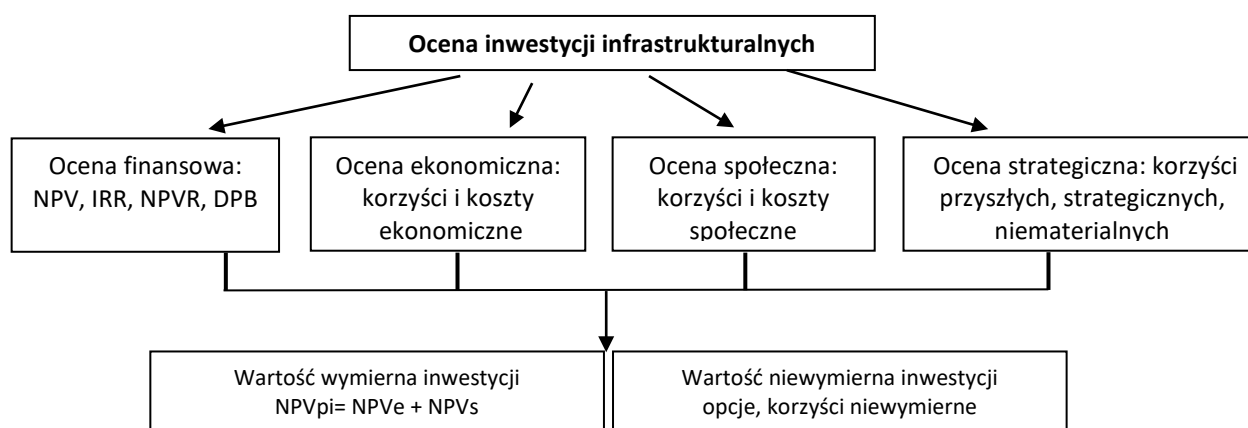 Ocena inwestycji infrastrukturalnych
Ocena finansowa:
NPV, IRR, NPVR, DPB
Ocena ekonomiczna:
korzyści i koszty
ekonomiczne
Ocena społeczna:
korzyści i koszty
społeczne
Ocena strategiczna: korzyści
przyszłych, strategicznych,
niematerialnych
Wartość wymierna inwestycji
NPVpi= NPVe + NPVs
Wartość niewymierna inwestycji
opcje, korzyści niewymierne